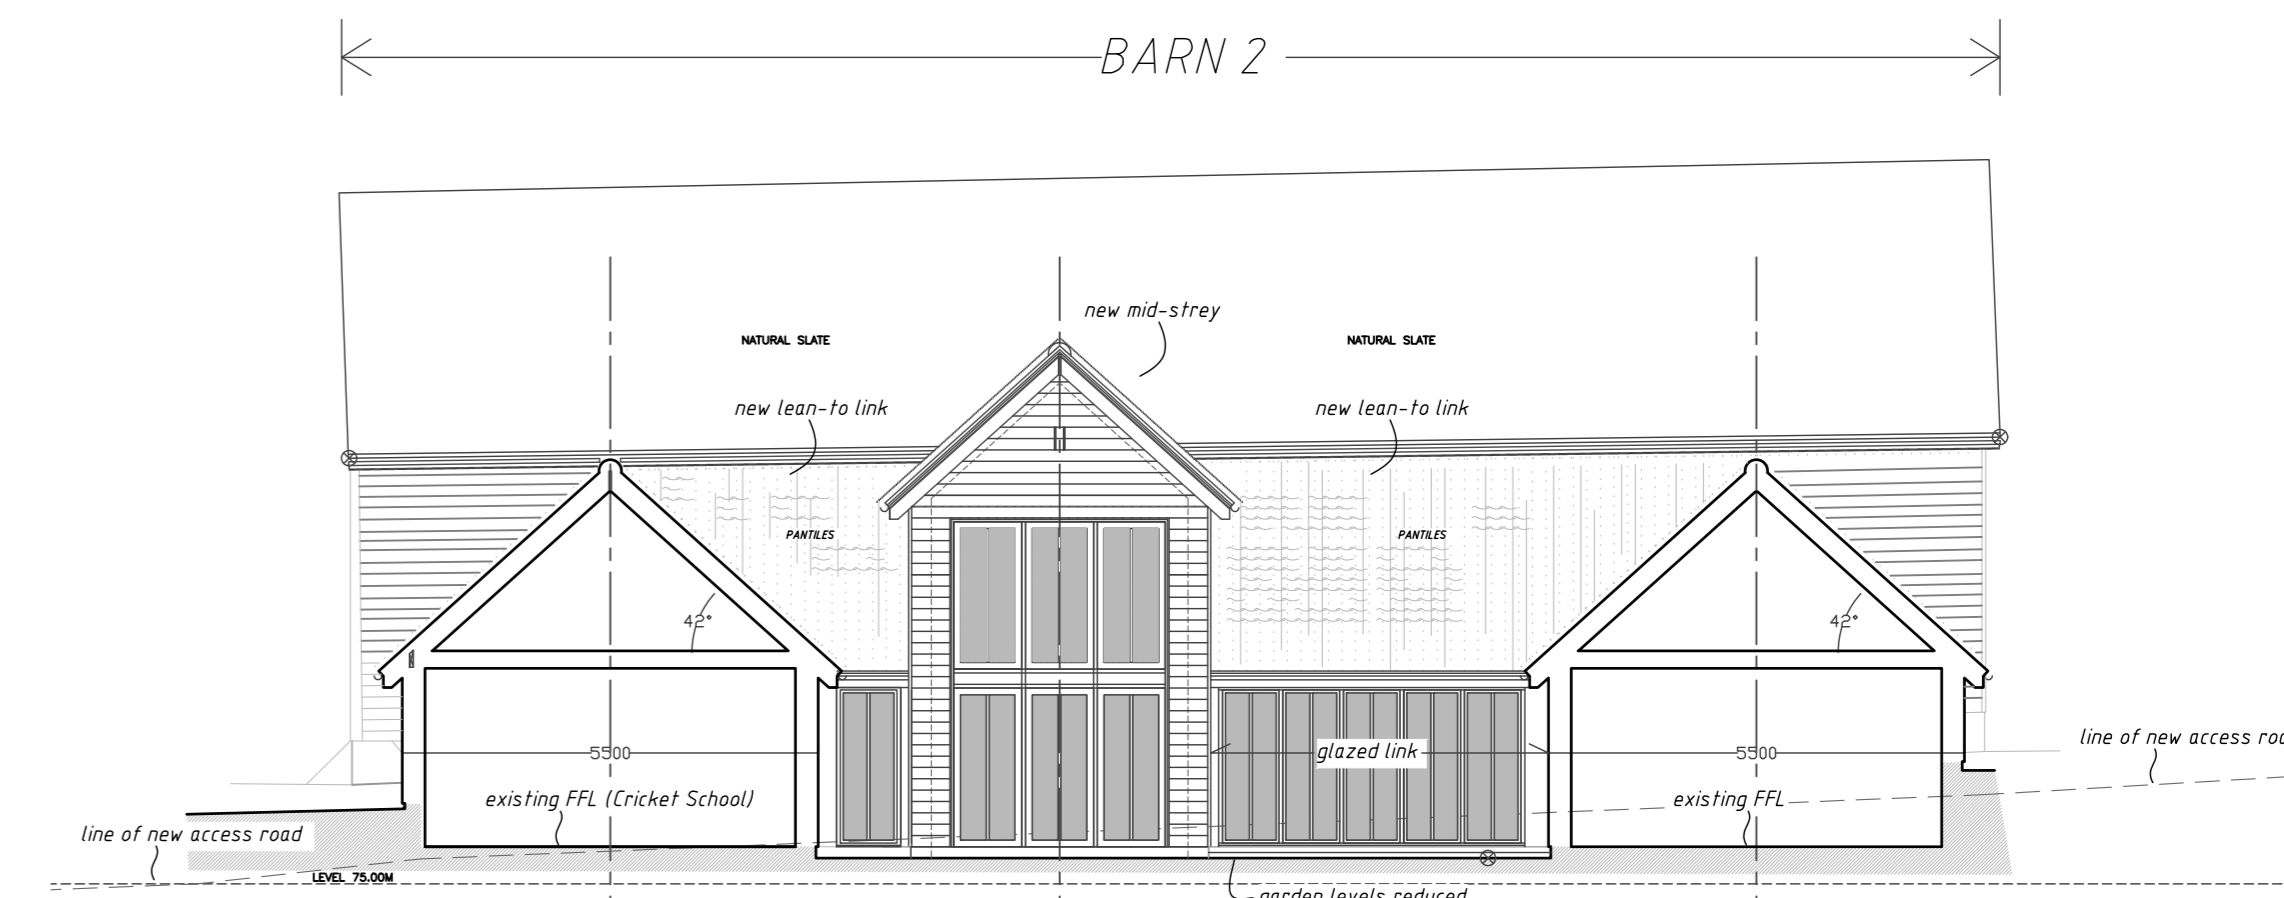 BARN 2
new mid-strey
NATURAL SLATE
NATURAL SLATE
new lean-to link
new lean-to link
PANTILES
PANTILES
42°
42°
line of new access
5500
glazed link
5500
existing FFL (Cricket School)
existing FFL
line of new access road
LEVEL 75.00M
garden levels reduced